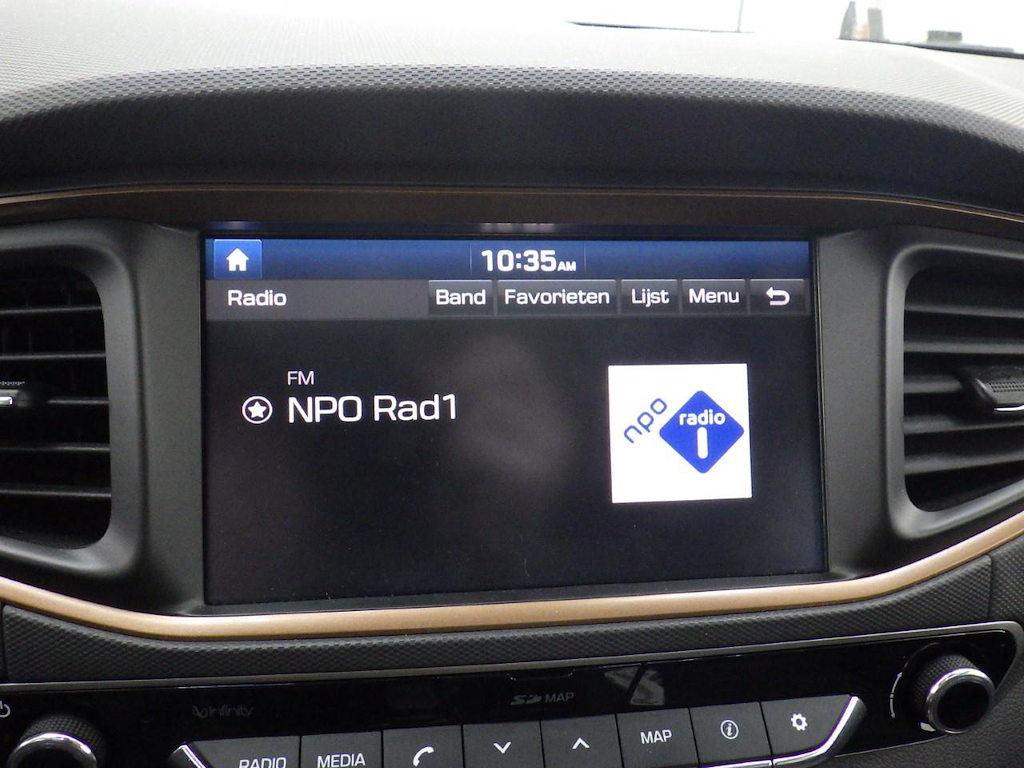 10:35AM
Radio Band Favorieten Lijst Menu
FM
NPO Rad1
npo radio 1
infinity
SD MAP
RADIO MEDIA MAP i